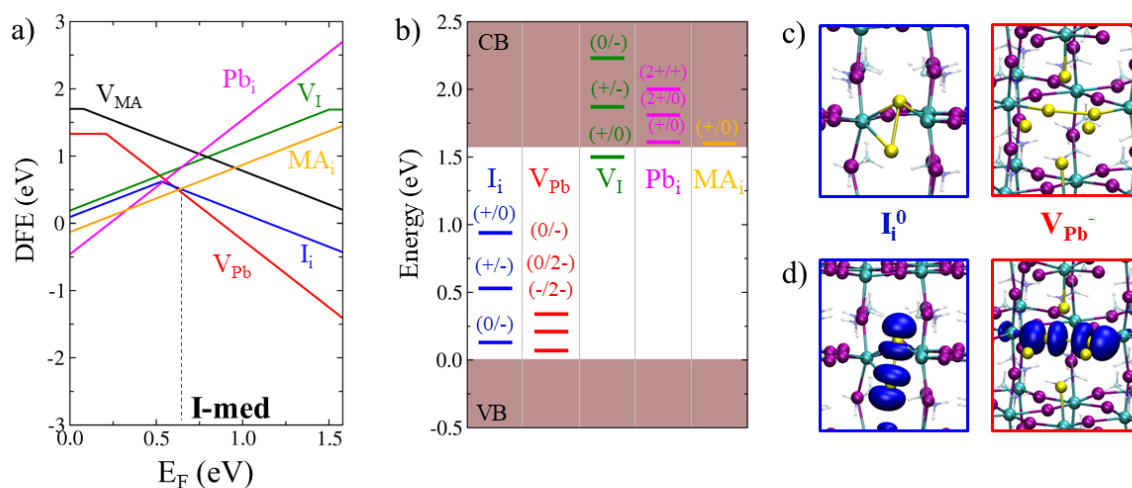 a)
3
2
1
0
-1
-2
-3
DFE (eV)
0.0
0.5
1.0
1.5
E_F (eV)
V_MA
Pb_i
V_I
MA_i
I_i
V_Pb
I-med
b)
2.5
2.0
1.5
1.0
0.5
0.0
-0.5
Energy (eV)
CB
VB
I_i
V_Pb
V_I
Pb_i
MA_i
(+/0)
(+/-)
(0/-)
(0/-)
(0/2-)
(-/2-)
(0/-)
(+/-)
(+/0)
(2+/+)
(2+/0)
(+/0)
(+/0)
c)
I_i^0
V_Pb^-
d)